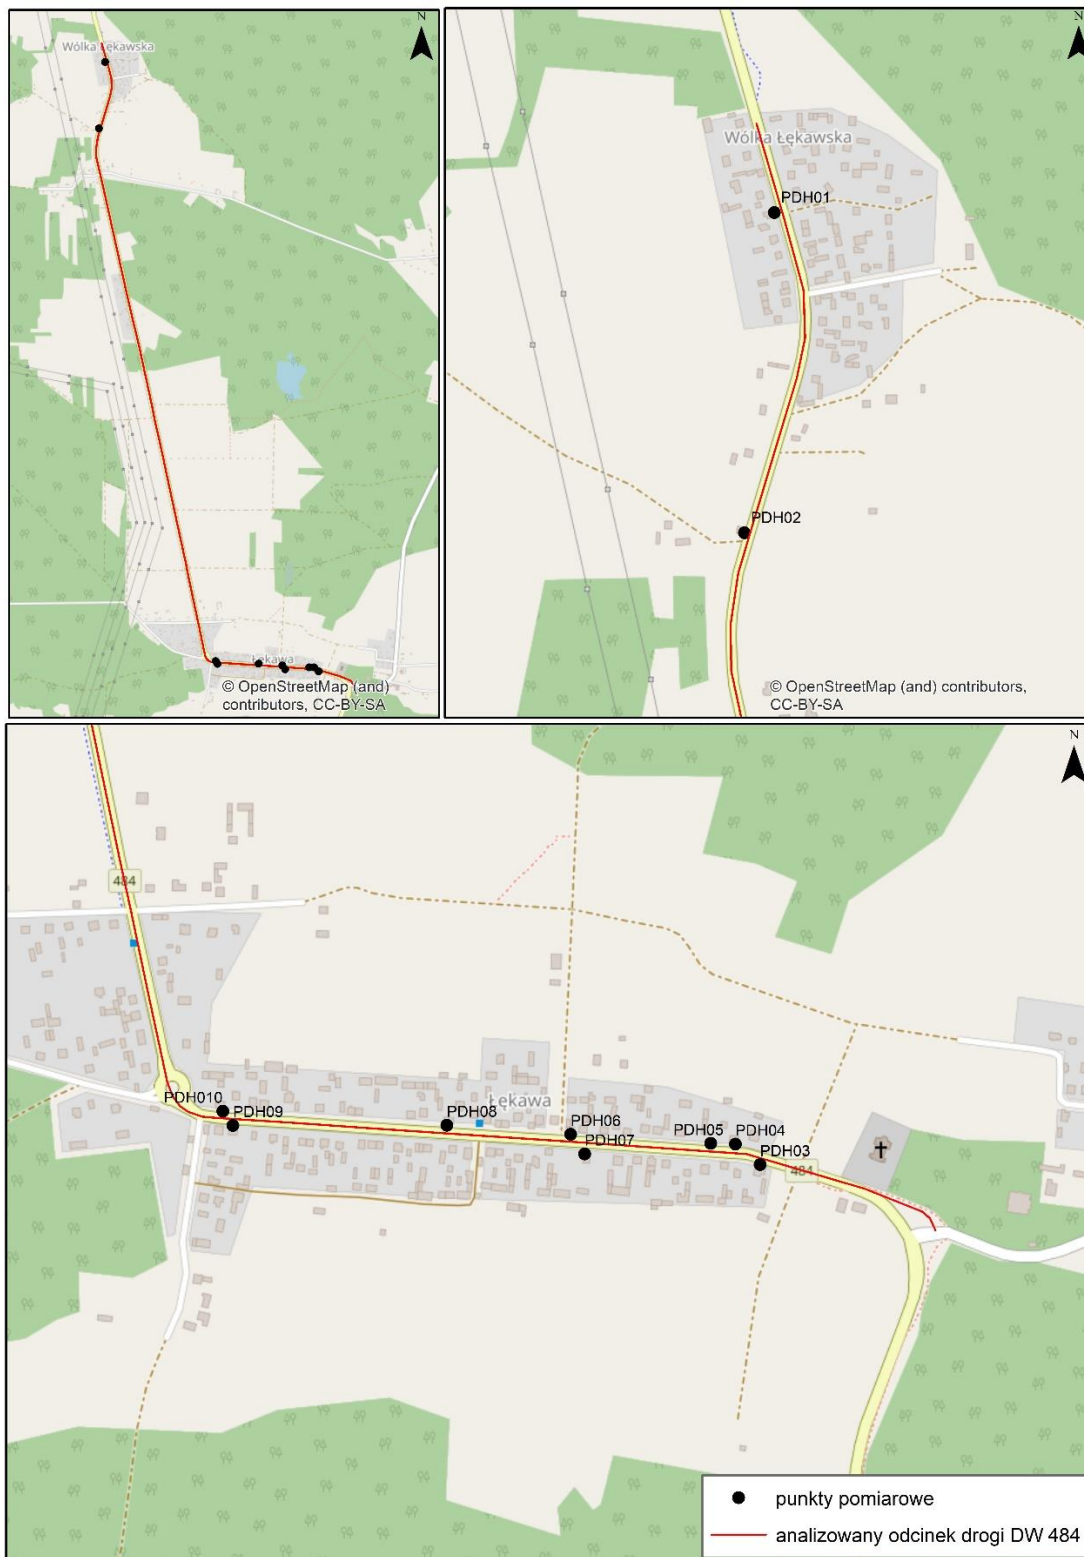 N
Wólka Łękawska
Łękawa
© OpenStreetMap (and)
contributors, CC-BY-SA
N
Wólka Łękawska
PDH01
PDH02
© OpenStreetMap (and) contributors,
CC-BY-SA
N
484
PDH010
PDH09
PDH08
Łękawa
PDH06
PDH07
PDH05
PDH04
PDH03
484
punkty pomiarowe
analizowany odcinek drogi DW 484